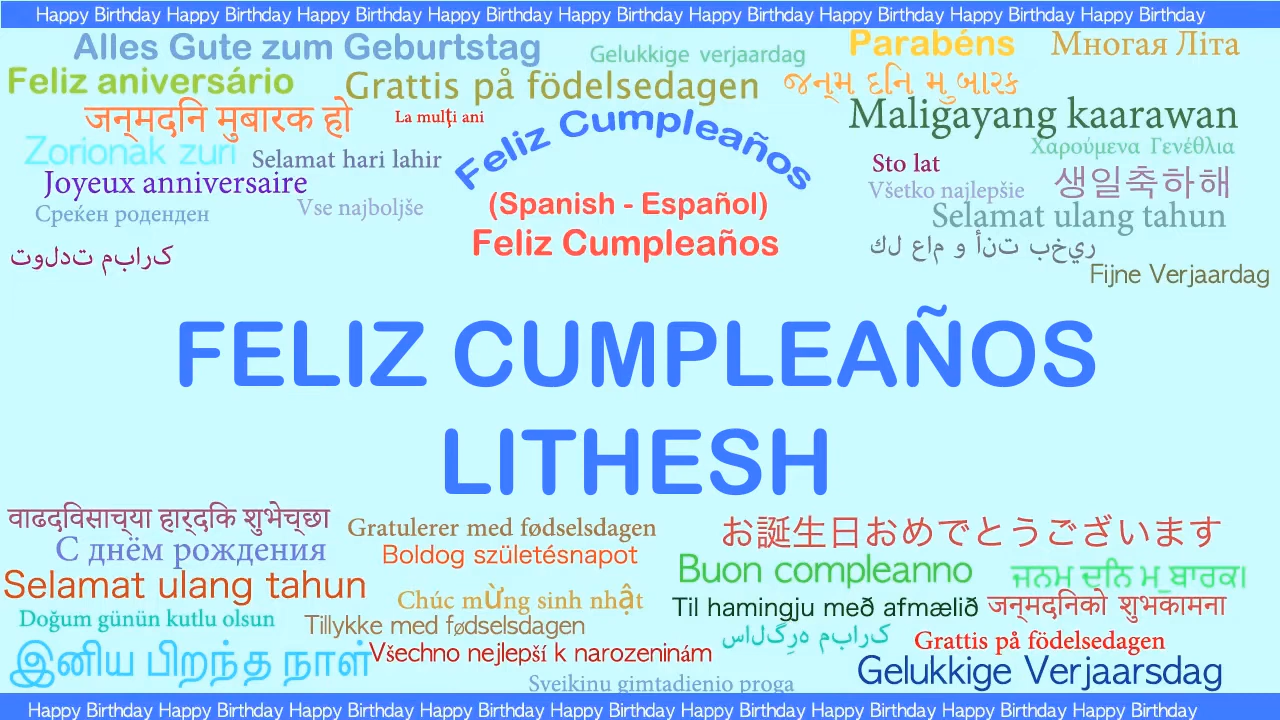 Happy Birthday Happy Birthday Happy Birthday Happy Birthday Happy Birthday Happy Birthday Happy Birthday Happy Birthday Happy Birthday
Alles Gute zum Geburtstag
Gelukkige verjaardag
Parabéns
Многая Літа
Feliz aniversário
Grattis på födelsedagen
જન્મ દિન મુબારક
जन्मदिन मुबारक हो
La mulţi ani
Feliz Cumpleaños
Maligayang kaarawan
Zorionak zuri
Selamat hari lahir
Sto lat
Χαρούμενα Γενέθλια
Joyeux anniversaire
(Spanish - Español)
Všetko najlepšie
생일축하해
Среќен роденден
Vse najboljše
Feliz Cumpleaños
Selamat ulang tahun
تولدت مبارک
كل عام و أنت بخير
Fijne Verjaardag
FELIZ CUMPLEAÑOS
LITHESH
वाढदिवसाच्या हार्दिक शुभेच्छा
Gratulerer med fødselsdagen
お誕生日おめでとうございます
С днём рождения
Boldog születésnapot
Buon compleanno
ਜਨਮ ਦਿਨ ਮੁਬਾਰਕ।
Selamat ulang tahun
Chúc mừng sinh nhật
Til hamingju með afmælið
जन्मदिनको शुभकामना
Doğum günün kutlu olsun
Tillykke med fødselsdagen
سالگرہ مبارک
Grattis på födelsedagen
இனிய பிறந்த நாள்
Všechno nejlepší k narozeninám
Gelukkige Verjaarsdag
Sveikinu gimtadienio proga
Happy Birthday Happy Birthday Happy Birthday Happy Birthday Happy Birthday Happy Birthday Happy Birthday Happy Birthday Happy Birthday